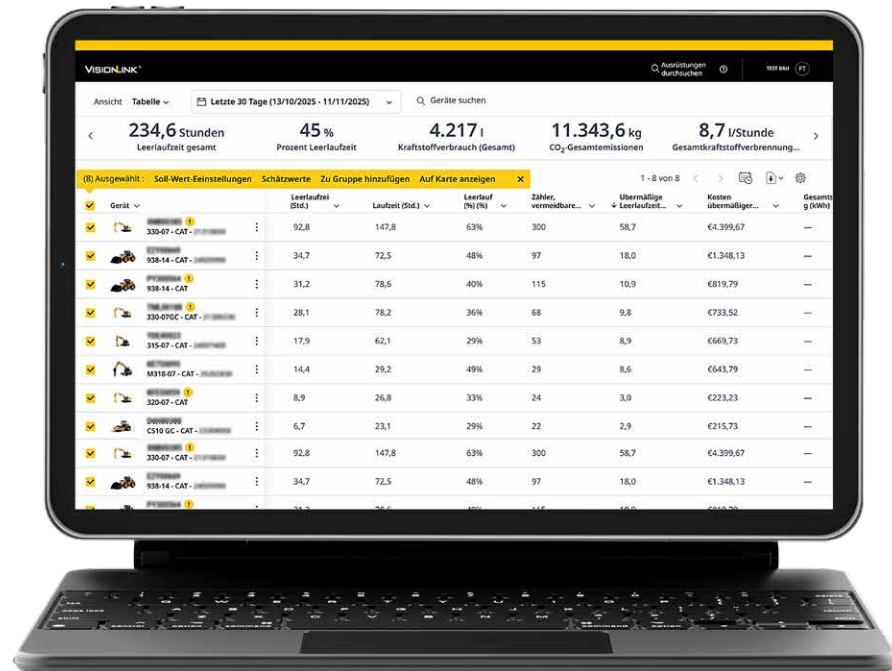 VISIONLINK®
Ausrüstungen durchsuchen
TEST BAU FT
Ansicht Tabelle
Letzte 30 Tage (13/10/2025 - 11/11/2025)
Geräte suchen
234,6 Stunden
Leerlaufzeit gesamt
45 %
Prozent Leerlaufzeit
4.217 l
Kraftstoffverbrauch (Gesamt)
11.343,6 kg
CO2-Gesamtemissionen
8,7 l/Stunde
Gesamtkraftstoffverbrennung...
(8) Ausgewählt : Soll-Wert-Eeinstellungen Schätzwerte Zu Gruppe hinzufügen Auf Karte anzeigen ×
1 - 8 von 8
Gerät Leerlaufzei (Std.) Laufzeit (Std.) Leerlauf (%) (%) Zähler, vermeidbare... Ubermäßige Leerlaufzeit... Kosten übermäßiger... Gesamts g (kWh)
330-07 - CAT - 92,8 147,8 63% 300 58,7 €4.399,67 —
938-14 - CAT - 34,7 72,5 48% 97 18,0 €1.348,13 —
938-14 - CAT 31,2 78,6 40% 115 10,9 €819,79 —
330-07GC - CAT - 28,1 78,2 36% 68 9,8 €733,52 —
315-07 - CAT - 17,9 62,1 29% 53 8,9 €669,73 —
M318-07 - CAT - 14,4 29,2 49% 29 8,6 €643,79 —
320-07 - CAT 8,9 26,8 33% 24 3,0 €223,23 —
CS10 GC - CAT - 6,7 23,1 29% 22 2,9 €215,73 —
330-07 - CAT - 92,8 147,8 63% 300 58,7 €4.399,67 —
938-14 - CAT - 34,7 72,5 48% 97 18,0 €1.348,13 —